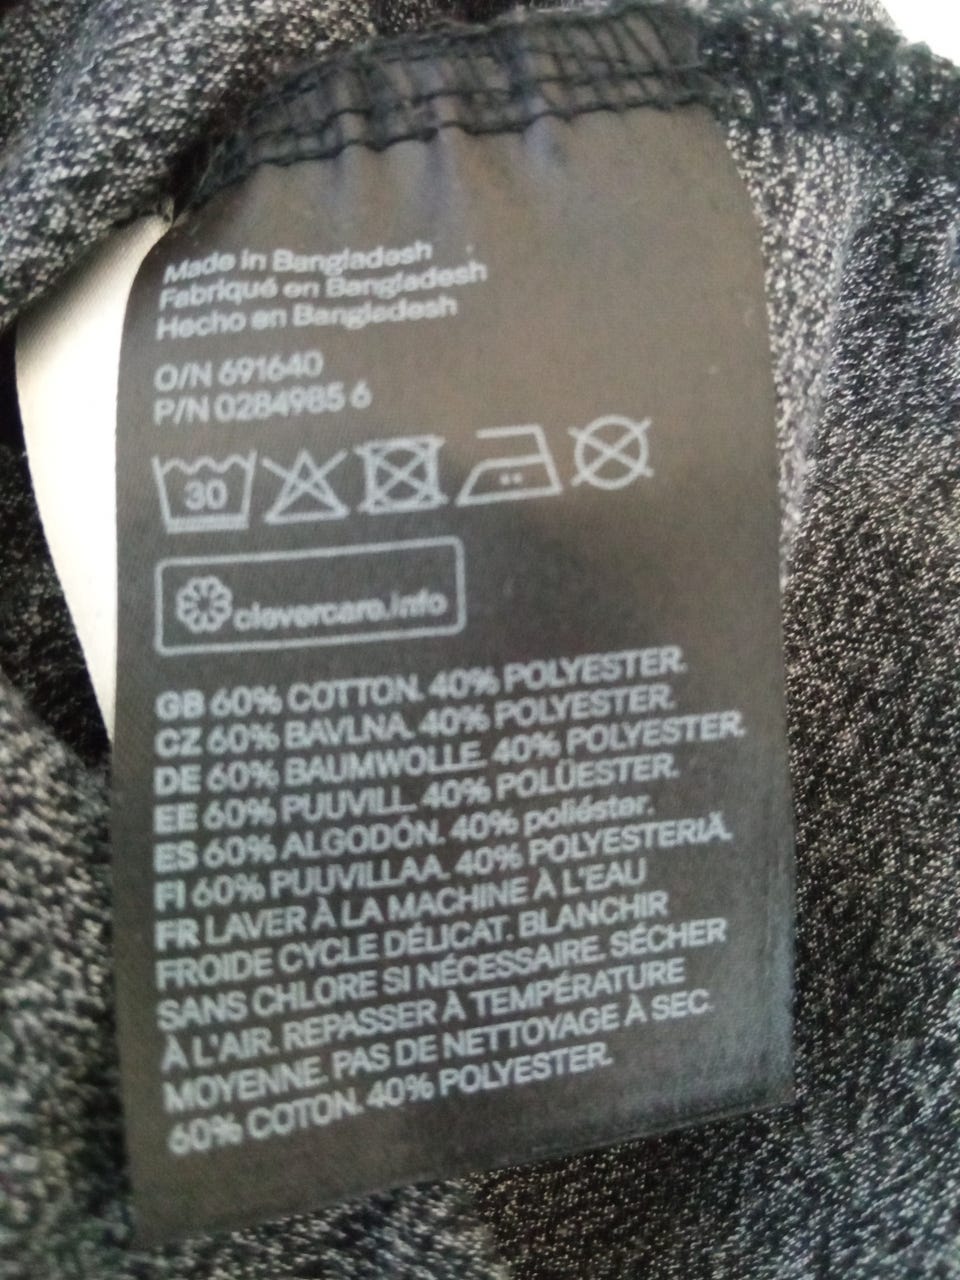 Made in Bangladesh
Fabriqué en Bangladesh
Hecho en Bangladesh
O/N 691640
P/N 0284985 6
30
clevercare.info
GB 60% COTTON. 40% POLYESTER.
CZ 60% BAVLNA. 40% POLYESTER.
DE 60% BAUMWOLLE. 40% POLYESTER.
EE 60% PUUVILL. 40% POLÜESTER.
ES 60% ALGODÓN. 40% poliéster.
FI 60% PUUVILLAA. 40% POLYESTERIÄ.
FR LAVER À LA MACHINE À L'EAU
FROIDE CYCLE DÉLICAT. BLANCHIR
SANS CHLORE SI NÉCESSAIRE. SÉCHER
À L'AIR. REPASSER À TEMPÉRATURE
MOYENNE. PAS DE NETTOYAGE À SEC.
60% COTON. 40% POLYESTER.